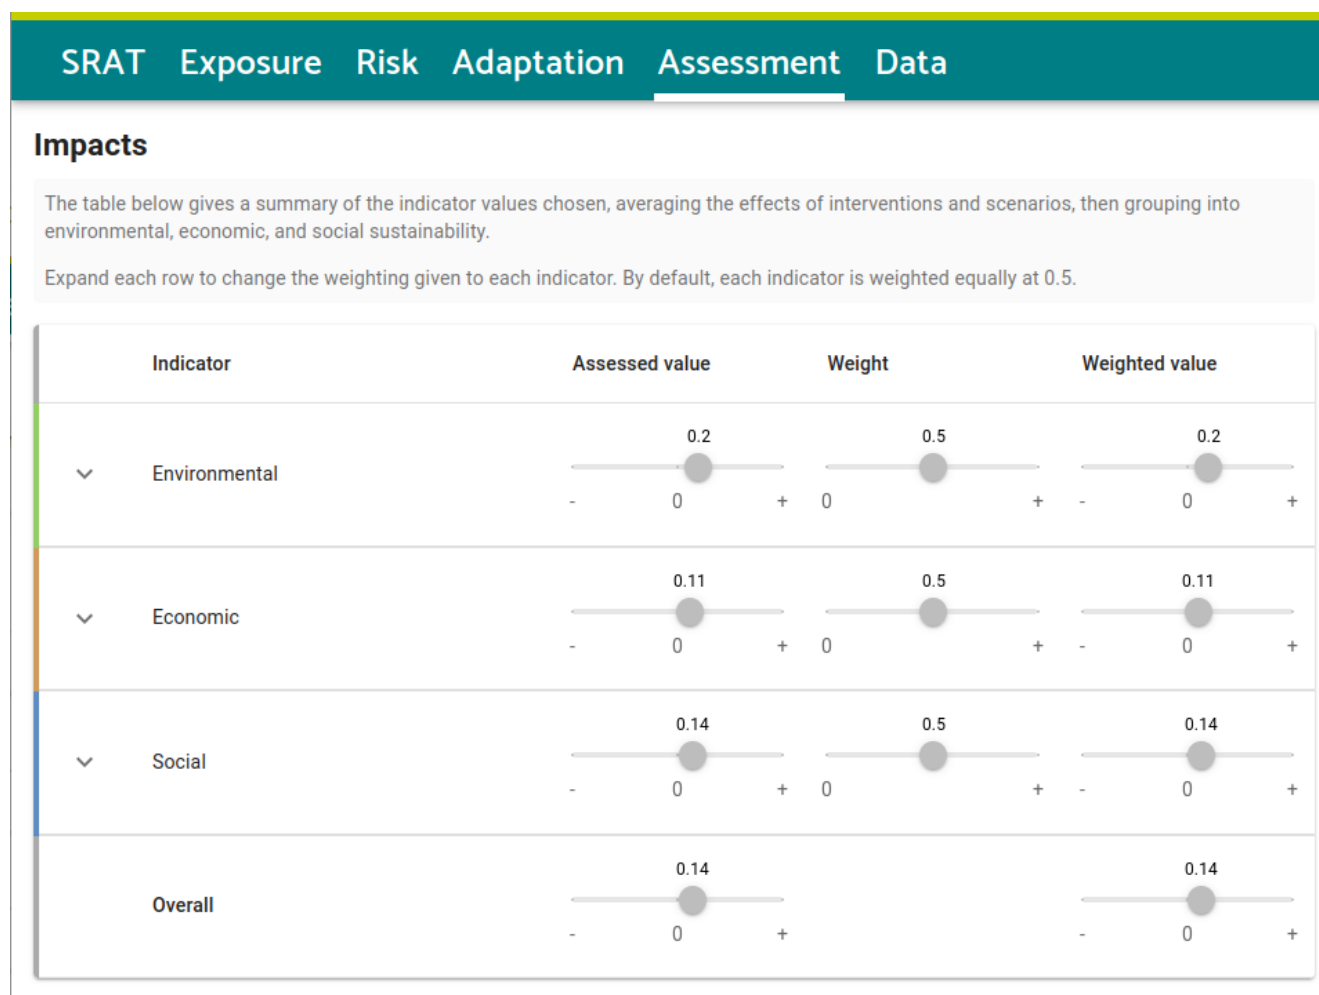 SRAT Exposure Risk Adaptation Assessment Data
Impacts
The table below gives a summary of the indicator values chosen, averaging the effects of interventions and scenarios, then grouping into
environmental, economic, and social sustainability.
Expand each row to change the weighting given to each indicator. By default, each indicator is weighted equally at 0.5.
Indicator Assessed value Weight Weighted value
0.2 0.5 0.2
Environmental
- 0 + 0 + - 0 +
0.11 0.5 0.11
Economic
- 0 + 0 + - 0 +
0.14 0.5 0.14
Social
- 0 + 0 + - 0 +
0.14 0.14
Overall
- 0 + - 0 +